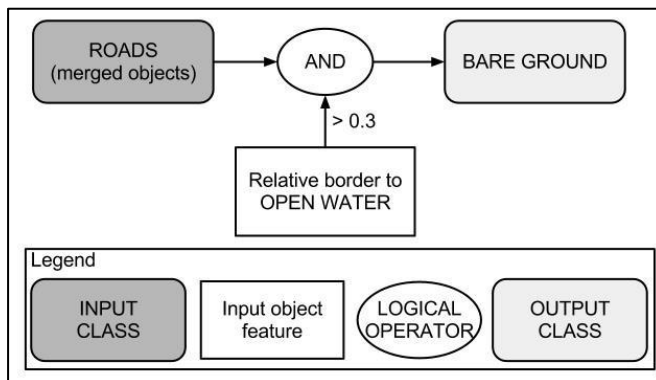 ROADS
(merged objects)
AND
BARE GROUND
> 0.3
Relative border to
OPEN WATER
Legend
INPUT
CLASS
Input object
feature
LOGICAL
OPERATOR
OUTPUT
CLASS